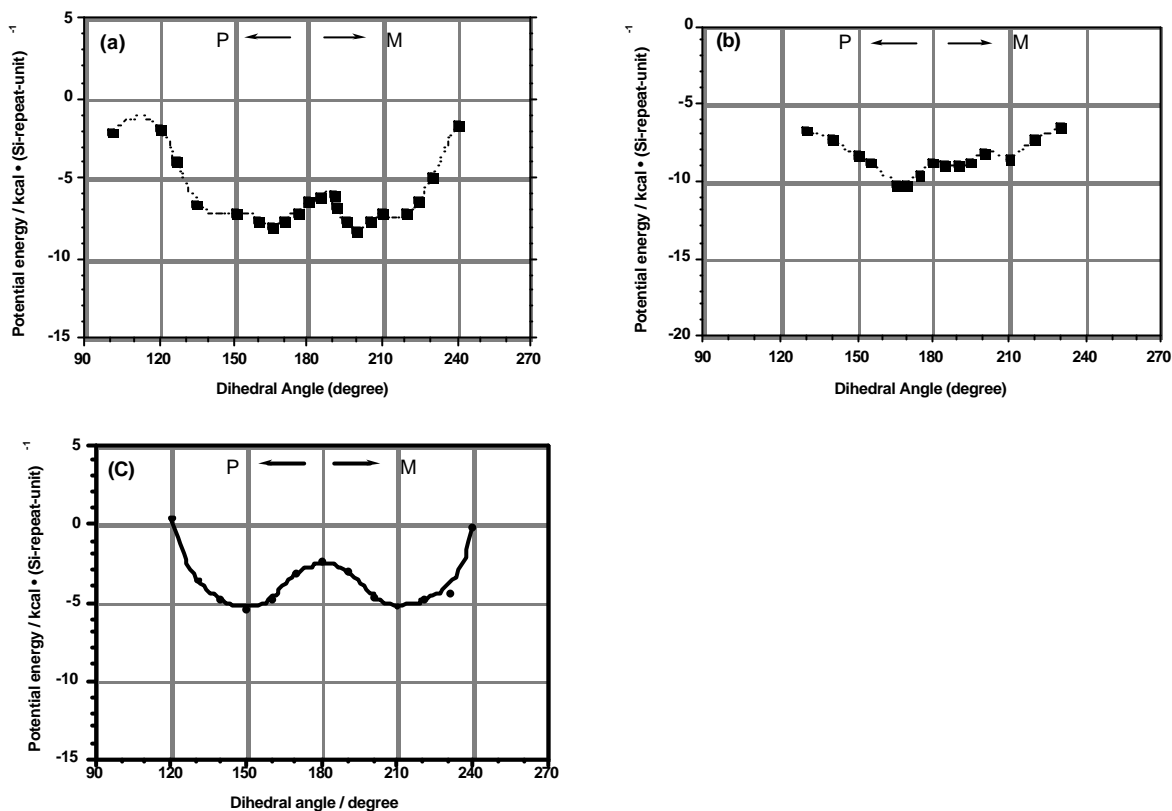 (a)
P M
Potential energy / kcal • (Si-repeat-unit) -1
5
0
-5
-10
-15
90 120 150 180 210 240 270
Dihedral Angle (degree)
(b)
P M
Potential energy / kcal • (Si-repeat-unit) -1
0
-5
-10
-15
-20
90 120 150 180 210 240 270
Dihedral Angle (degree)
(C)
P M
Potential energy / kcal • (Si-repeat-unit) -1
5
0
-5
-10
-15
90 120 150 180 210 240 270
Dihedral angle / degree